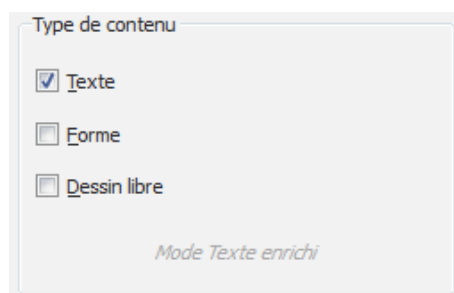 Type de contenu
Texte
Forme
Dessin libre
Mode Texte enrichi